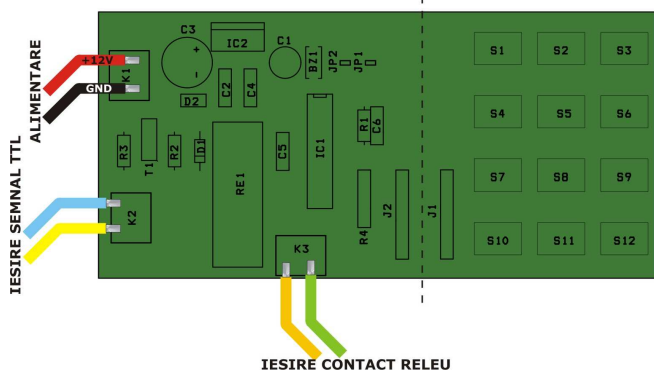 C3
IC2
C1
BZ1
JP2
JP1
S1
S2
S3
+12V
K1
GND
ALIMENTARE
+
-
D2
C2
C4
S4
S5
S6
R3
T1
R2
D1
RE1
C5
IC1
R1
C6
S7
S8
S9
K2
IESIRE SEMNAL TTL
R4
J2
J1
K3
S10
S11
S12
IESIRE CONTACT RELEU